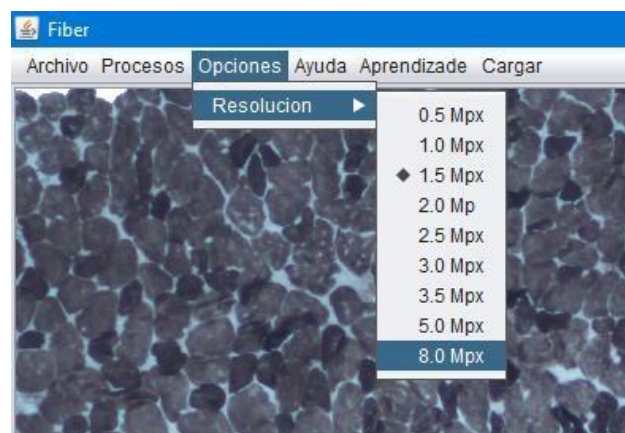 Fiber
Archivo Procesos Opciones Ayuda Aprendizade Cargar
Resolucion
0.5 Mpx
1.0 Mpx
1.5 Mpx
2.0 Mp
2.5 Mpx
3.0 Mpx
3.5 Mpx
5.0 Mpx
8.0 Mpx